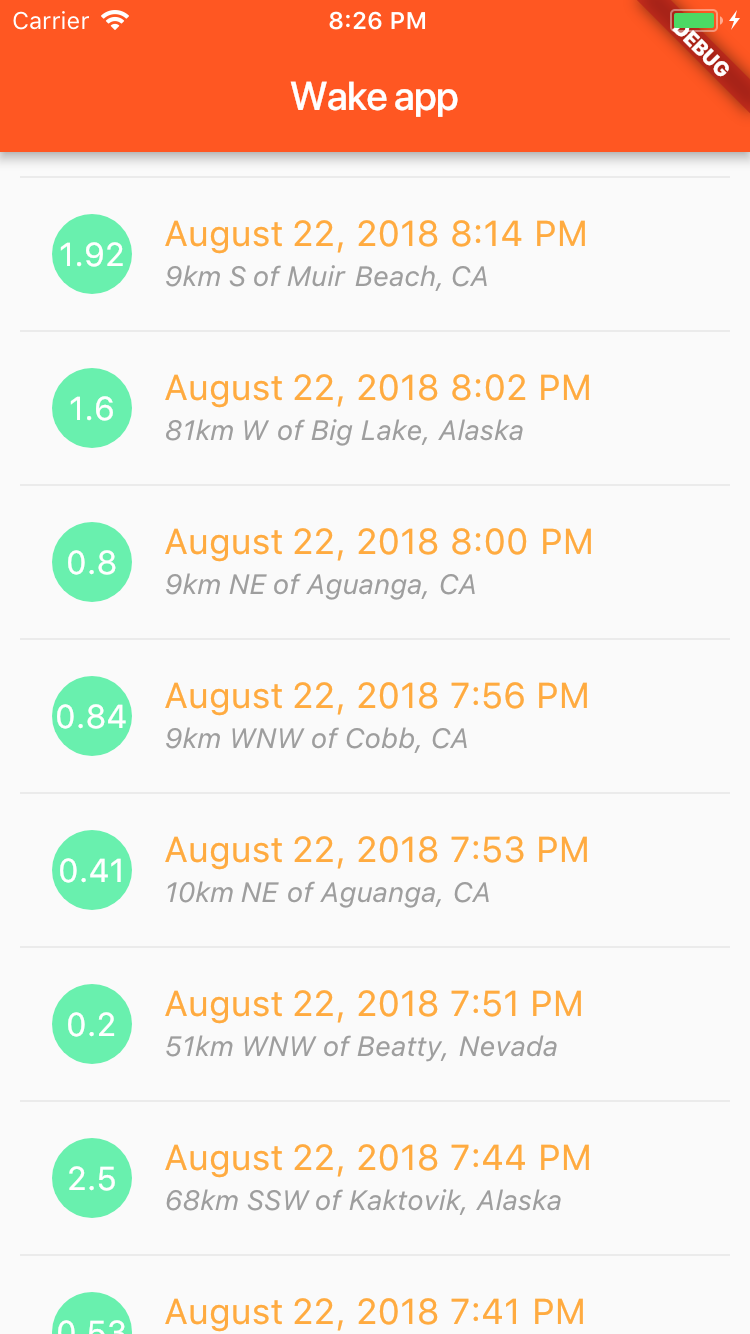 Carrier 8:26 PM
DEBUG
Wake app
1.92
August 22, 2018 8:14 PM
9km S of Muir Beach, CA
1.6
August 22, 2018 8:02 PM
81km W of Big Lake, Alaska
0.8
August 22, 2018 8:00 PM
9km NE of Aguanga, CA
0.84
August 22, 2018 7:56 PM
9km WNW of Cobb, CA
0.41
August 22, 2018 7:53 PM
10km NE of Aguanga, CA
0.2
August 22, 2018 7:51 PM
51km WNW of Beatty, Nevada
2.5
August 22, 2018 7:44 PM
68km SSW of Kaktovik, Alaska
0.53
August 22, 2018 7:41 PM